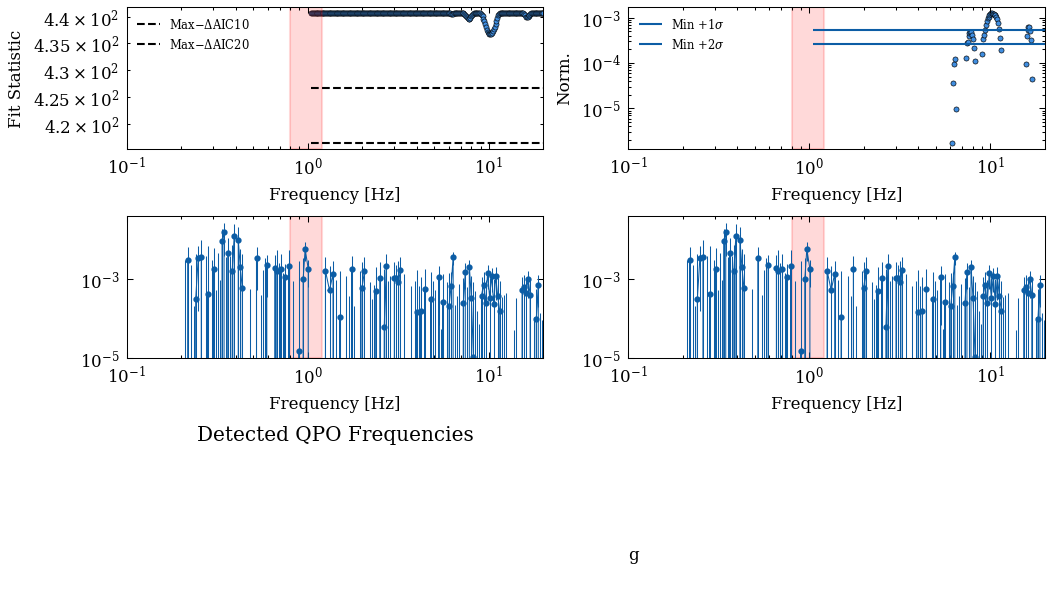 4.4 × 10²
4.35 × 10²
4.3 × 10²
4.25 × 10²
4.2 × 10²
Fit Statistic
Max−ΔAIC10
Max−ΔAIC20
10⁻¹
10⁰
10¹
Frequency [Hz]
10⁻³
10⁻⁴
10⁻⁵
Norm.
Min +1σ
Min +2σ
10⁻¹
10⁰
10¹
Frequency [Hz]
10⁻³
10⁻⁵
10⁻¹
10⁰
10¹
Frequency [Hz]
10⁻³
10⁻⁵
10⁻¹
10⁰
10¹
Frequency [Hz]
Detected QPO Frequencies
g